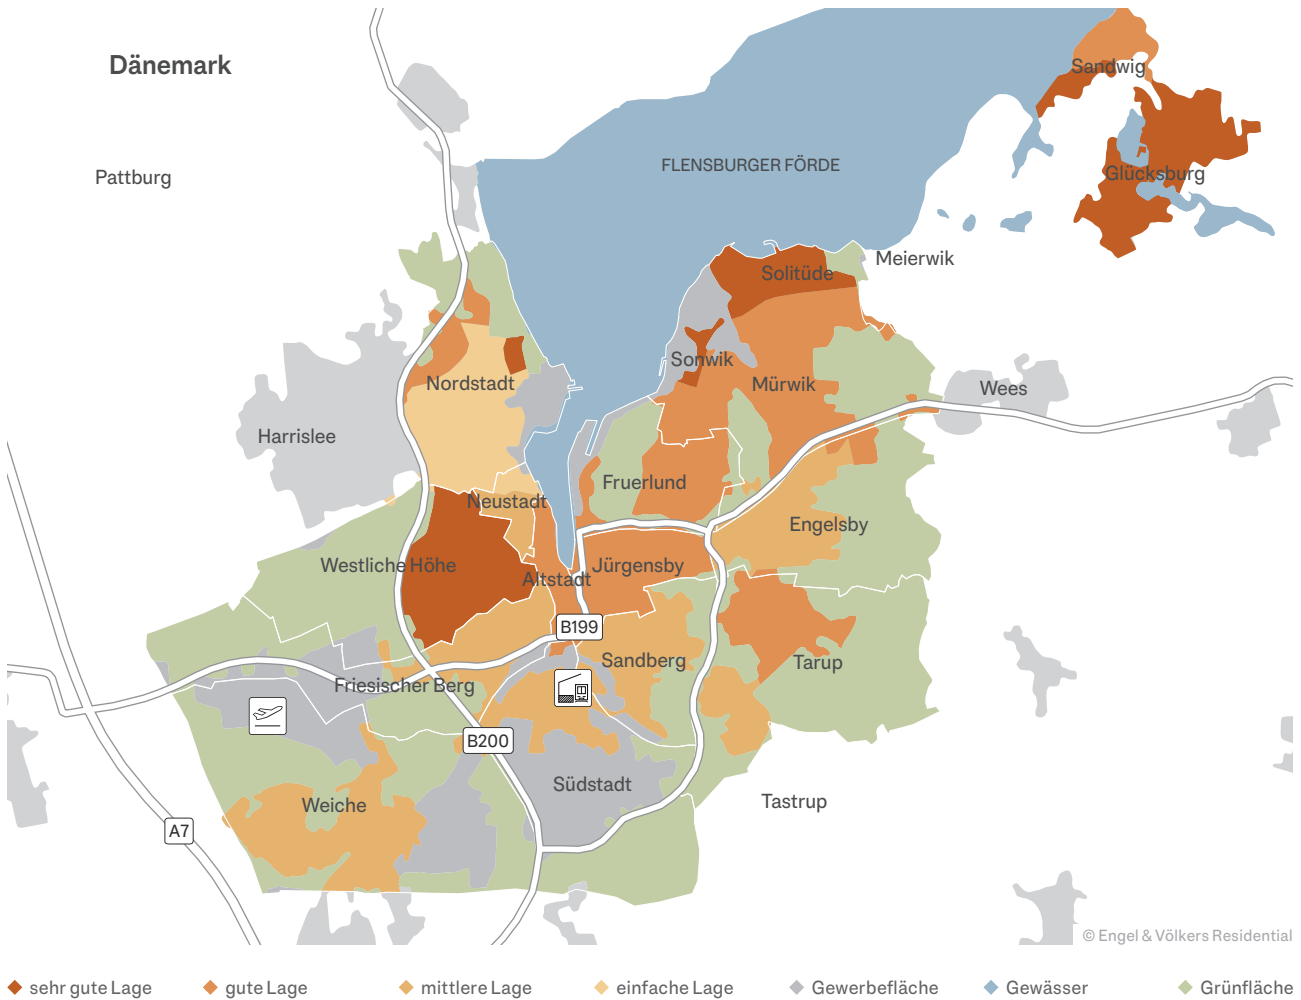 Dänemark
Sandwig
FLENSBURGER FÖRDE
Pattburg
Glücksburg
Meierwik
Solitüde
Sonwik
Nordstadt
Mürwik
Wees
Harrislee
Fruerlund
Neustadt
Engelsby
Westliche Höhe
Jürgensby
Altstadt
B199
Sandberg
Tarup
Friesischer Berg
B200
Südstadt
Weiche
Tastrup
A7
© Engel & Völkers Residential
sehr gute Lage
gute Lage
mittlere Lage
einfache Lage
Gewerbefläche
Gewässer
Grünfläche